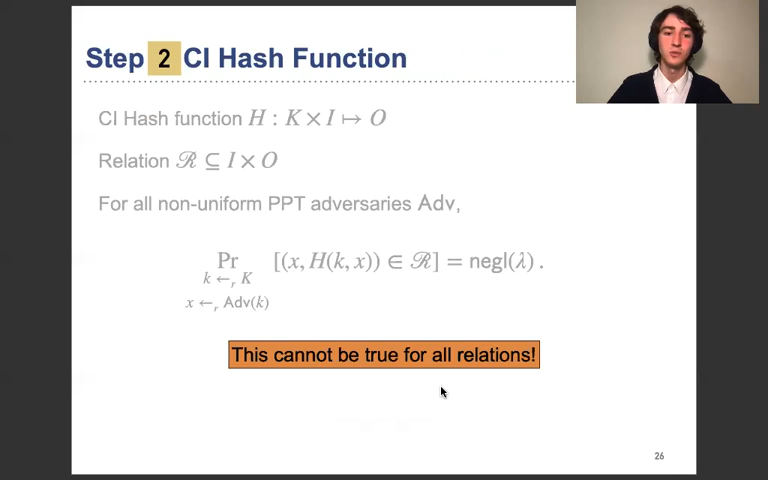 Step 2 CI Hash Function
CI Hash function H : K × I ↦ O
Relation ℛ ⊆ I × O
For all non-uniform PPT adversaries Adv,
Pr [(x, H(k, x)) ∈ ℛ] = negl(λ) .
k ←ᵣ K
x ←ᵣ Adv(k)
This cannot be true for all relations!
26